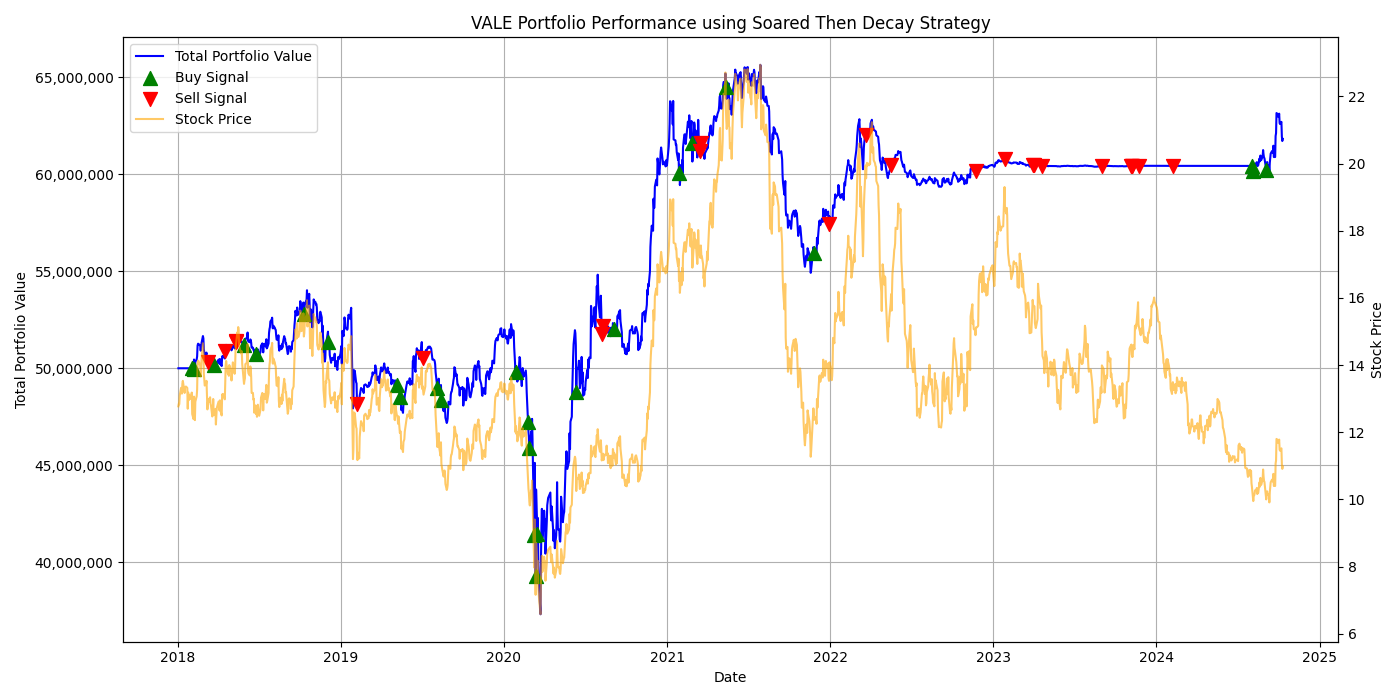 VALE Portfolio Performance using Soared Then Decay Strategy
Total Portfolio Value
Buy Signal
Sell Signal
Stock Price
65,000,000
60,000,000
55,000,000
50,000,000
45,000,000
40,000,000
Total Portfolio Value
22
20
18
16
14
12
10
8
6
Stock Price
2018
2019
2020
2021
2022
2023
2024
2025
Date